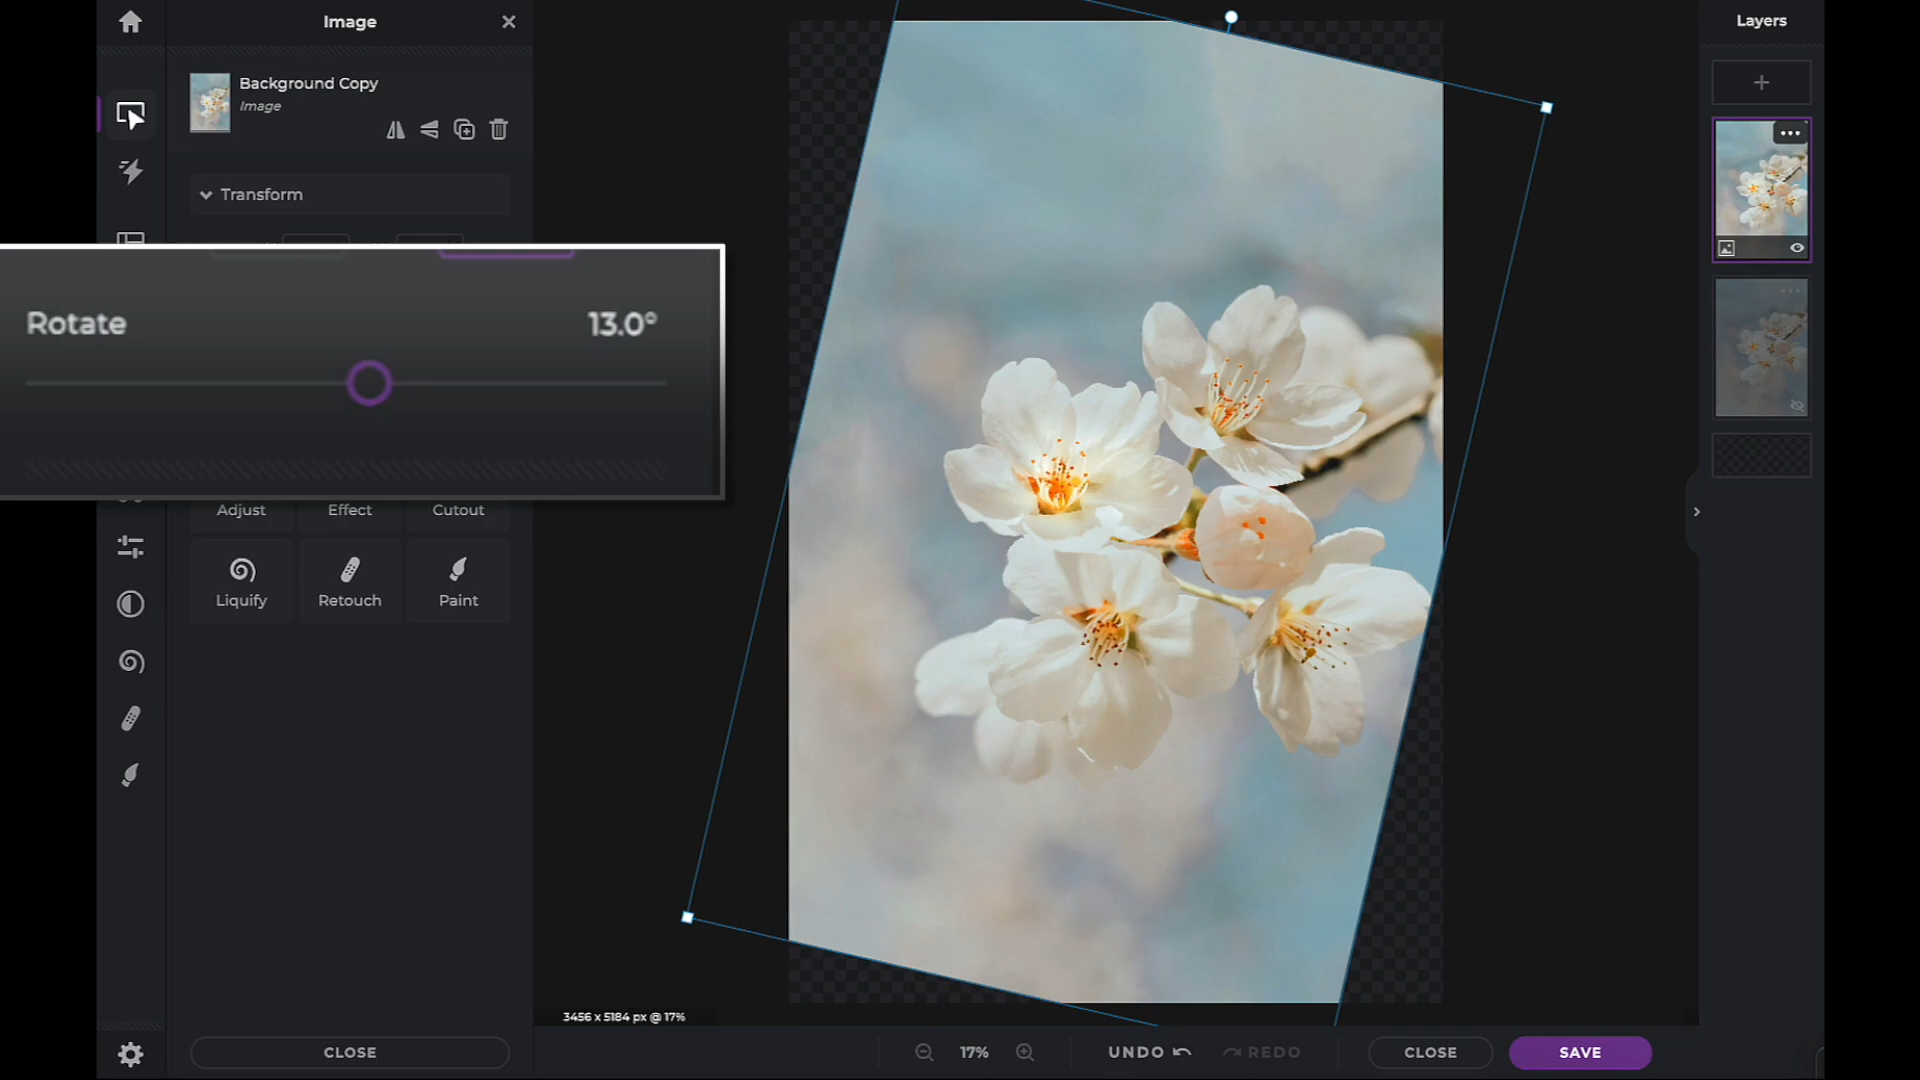 Image
Background Copy
Image
Transform
Rotate
13.0°
Adjust
Effect
Cutout
Liquify
Retouch
Paint
CLOSE
3456 x 5184 px @ 17%
17%
UNDO
REDO
CLOSE
SAVE
Layers